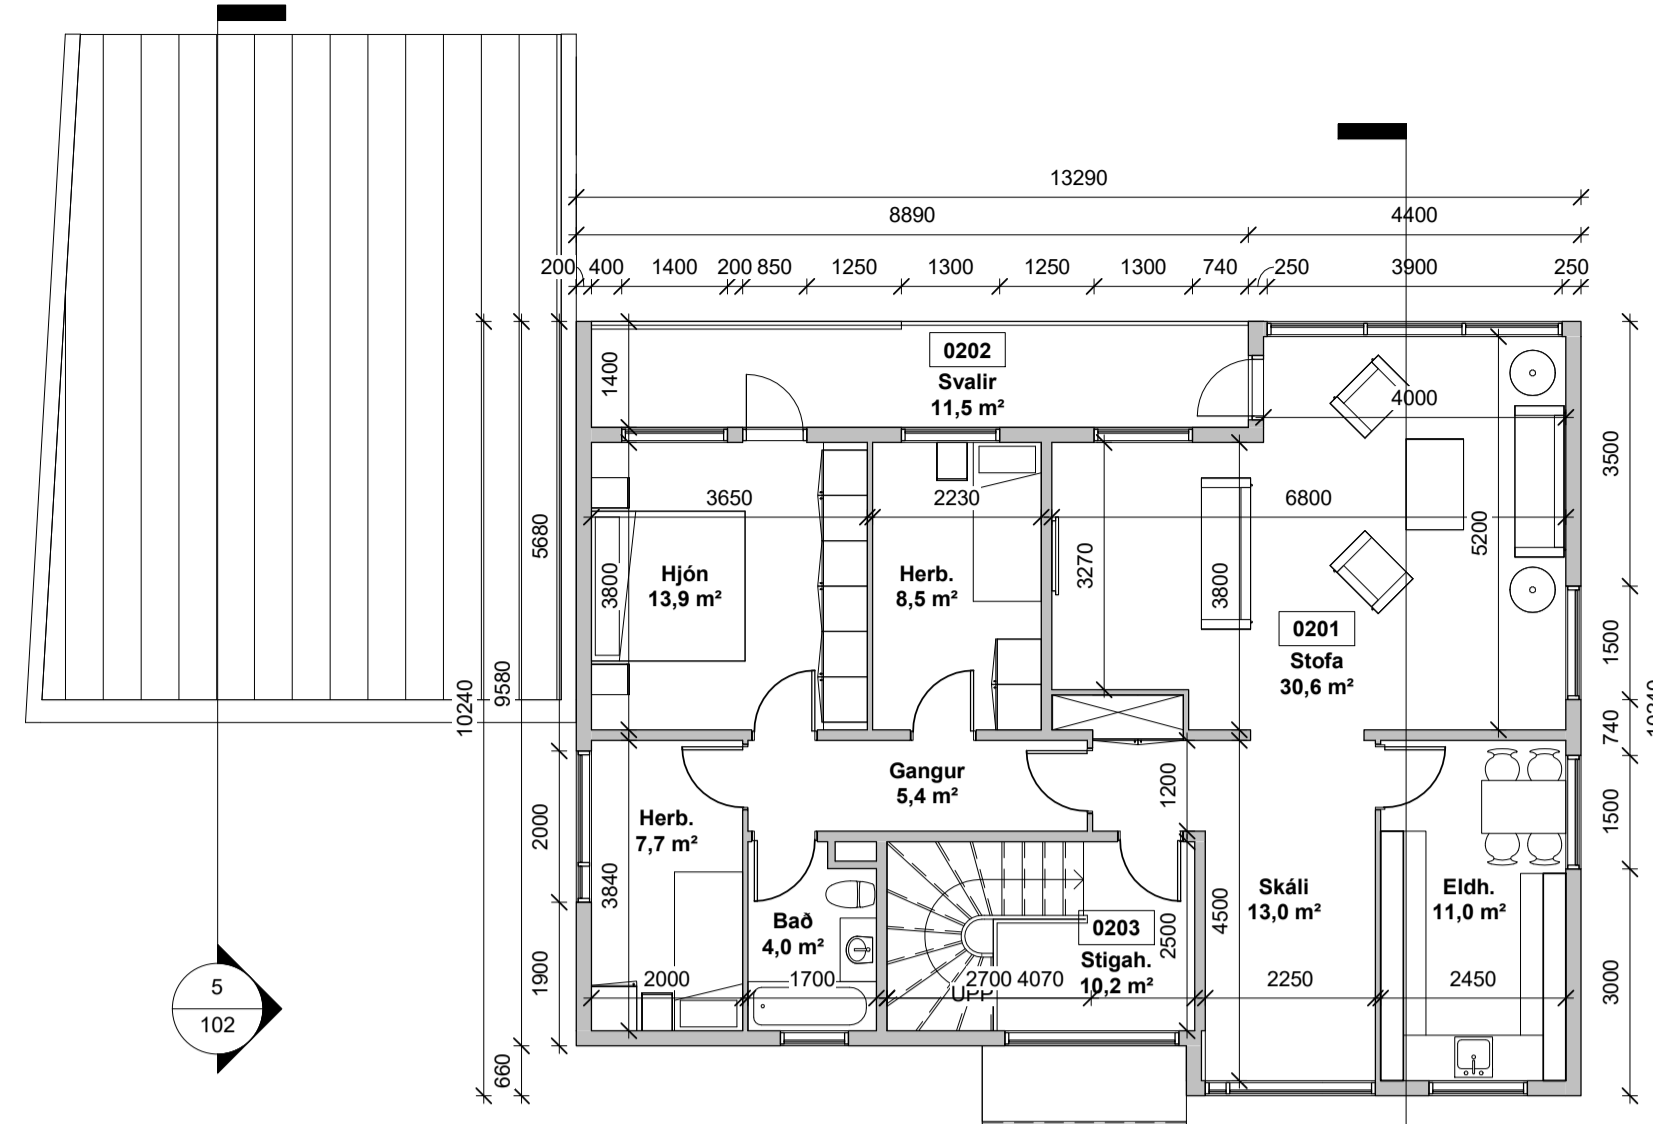 13290
8890 4400
200 400 1400 200 850 1250 1300 1250 1300 740 250 3900 250
0202
Svalir
11,5 m²
1400
4000
3500
3650 2230 6800
5200
5680
3270
3800
Hjón
13,9 m²
Herb.
8,5 m²
3800
0201
Stofa
30,6 m²
1500
10240
9580
740
10240
Gangur
5,4 m²
1200
Herb.
7,7 m²
2000
1500
3840
Bað
4,0 m²
0203
Stigah.
10,2 m²
2500
4500
Skáli
13,0 m²
Eldh.
11,0 m²
1900
2000 1700 2700 4070 2250 2450
UPP
3000
5
102
660